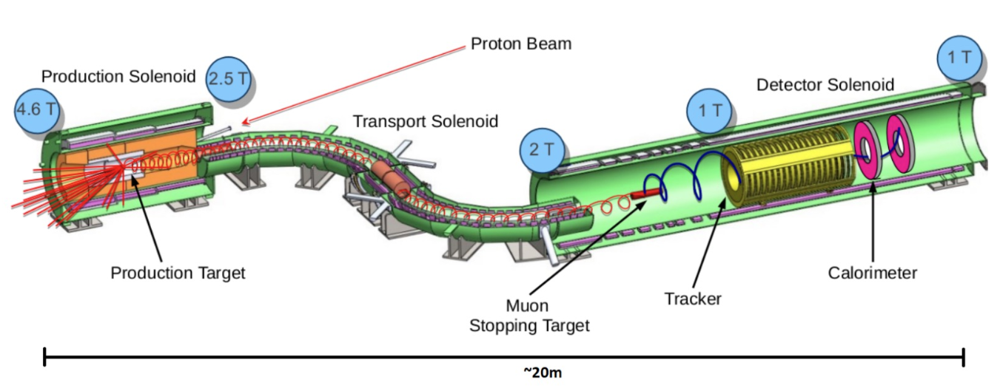 Proton Beam
Production Solenoid
2.5 T
1 T
Detector Solenoid
4.6 T
Transport Solenoid
1 T
2 T
Production Target
Calorimeter
Tracker
Muon
Stopping Target
~20m